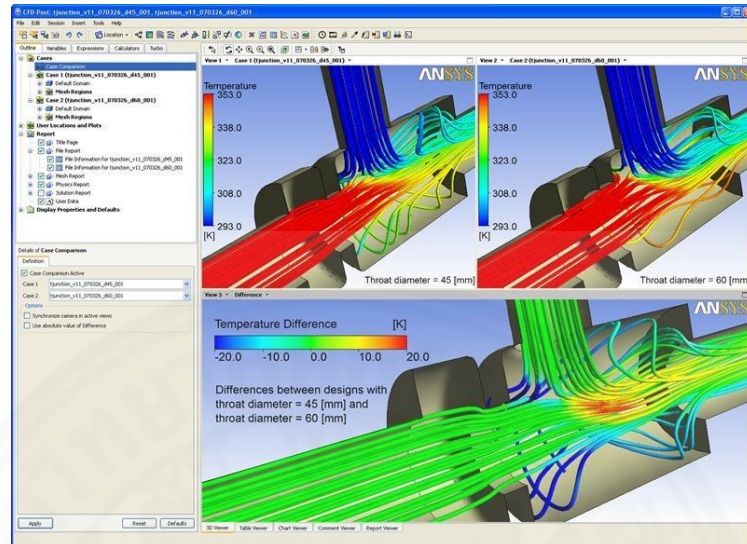 CFD-Post: tjunction_v11_070326_d45_001, tjunction_v11_070326_d60_001
File Edit Session Insert Tools Help
Location
Outline Variables Expressions Calculators Turbo
Cases
Case Comparison
Case 1 (tjunction_v11_070326_d45_001)
Default Domain
Mesh Regions
Case 2 (tjunction_v11_070326_d60_001)
Default Domain
Mesh Regions
User Locations and Plots
Report
Title Page
File Report
File Information for tjunction_v11_070326_d45_001
File Information for tjunction_v11_070326_d60_001
Mesh Report
Physics Report
Solution Report
User Data
Display Properties and Defaults
Details of Case Comparison
Definition
Case Comparison Active
Case 1 tjunction_v11_070326_d45_001
Case 2 tjunction_v11_070326_d60_001
Options
Synchronize camera in active views
Use absolute value of Difference
Apply Reset Defaults
View 1 Case 1 (tjunction_v11_070326_d45_001)
ANSYS
Temperature
353.0
338.0
323.0
308.0
293.0
[K]
Throat diameter = 45 [mm]
View 2 Case 2 (tjunction_v11_070326_d60_001)
ANSYS
Temperature
353.0
338.0
323.0
308.0
293.0
[K]
Throat diameter = 60 [mm]
View 3 Difference
ANSYS
Temperature Difference [K]
-20.0 -10.0 0.0 10.0 20.0
Differences between designs with
throat diameter = 45 [mm] and
throat diameter = 60 [mm]
3D Viewer Table Viewer Chart Viewer Comment Viewer Report Viewer